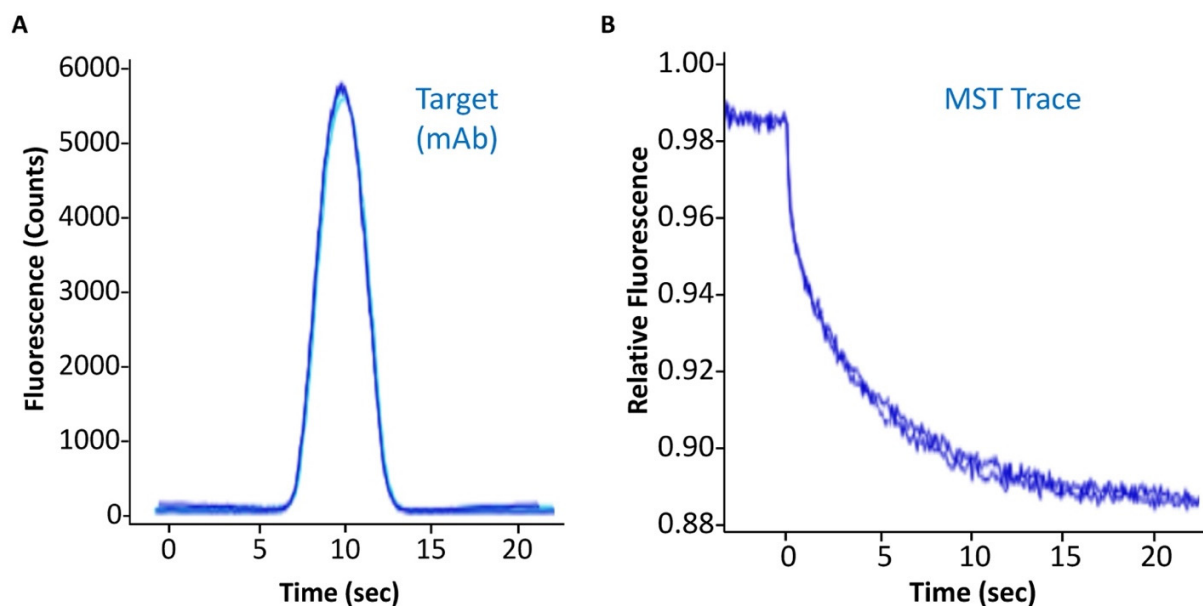 A
Fluorescence (Counts)
6000
5000
4000
3000
2000
1000
0
Target
(mAb)
0 5 10 15 20
Time (sec)
B
Relative Fluorescence
1.00
0.98
0.96
0.94
0.92
0.90
0.88
MST Trace
0 5 10 15 20
Time (sec)